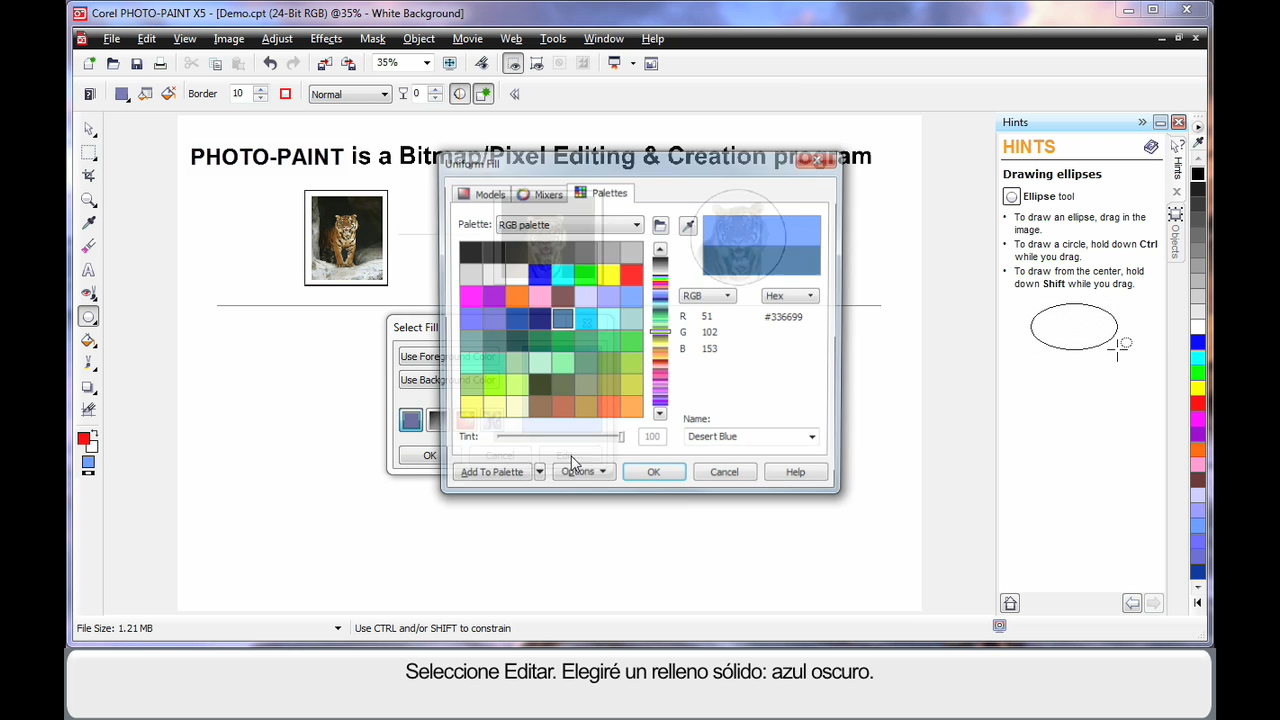 Corel PHOTO-PAINT X5 - [Demo.cpt (24-Bit RGB) @35% - White Background]
File Edit View Image Adjust Effects Mask Object Movie Web Tools Window Help
35%
Border 10 Normal 0
Hints
HINTS
Drawing ellipses
Ellipse tool
• To draw an ellipse, drag in the
image.
• To draw a circle, hold down Ctrl
while you drag.
• To draw from the center, hold
down Shift while you drag.
Hints
Objects
PHOTO-PAINT is a Bitmap/Pixel Editing & Creation program
Uniform Fill
Models Mixers Palettes
Palette: RGB palette
RGB Hex
R 51 #336699
G 102
B 153
Name:
Tint: 100 Desert Blue
Add To Palette Options OK Cancel Help
Select Fill
Use Foreground Color
Use Background Color
OK Cancel
File Size: 1.21 MB Use CTRL and/or SHIFT to constrain
Seleccione Editar. Elegiré un relleno sólido: azul oscuro.